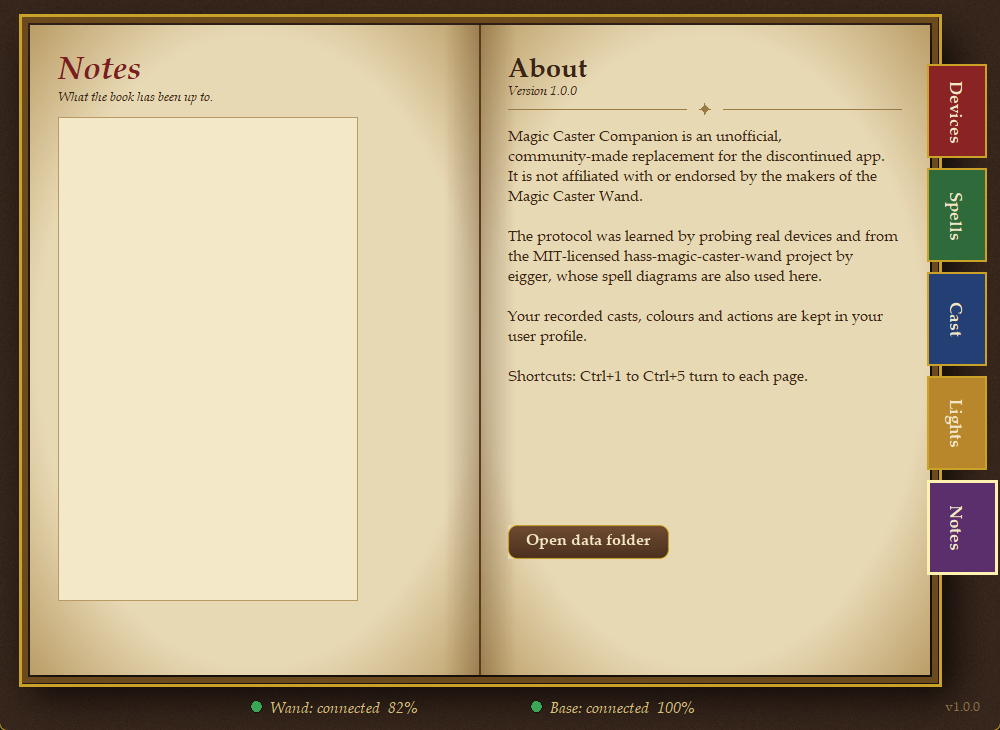 Notes
What the book has been up to.
About
Version 1.0.0
Magic Caster Companion is an unofficial,
community-made replacement for the discontinued app.
It is not affiliated with or endorsed by the makers of the
Magic Caster Wand.
The protocol was learned by probing real devices and from
the MIT-licensed hass-magic-caster-wand project by
eigger, whose spell diagrams are also used here.
Your recorded casts, colours and actions are kept in your
user profile.
Shortcuts: Ctrl+1 to Ctrl+5 turn to each page.
Open data folder
Devices
Spells
Cast
Lights
Notes
Wand: connected 82%
Base: connected 100%
v1.0.0